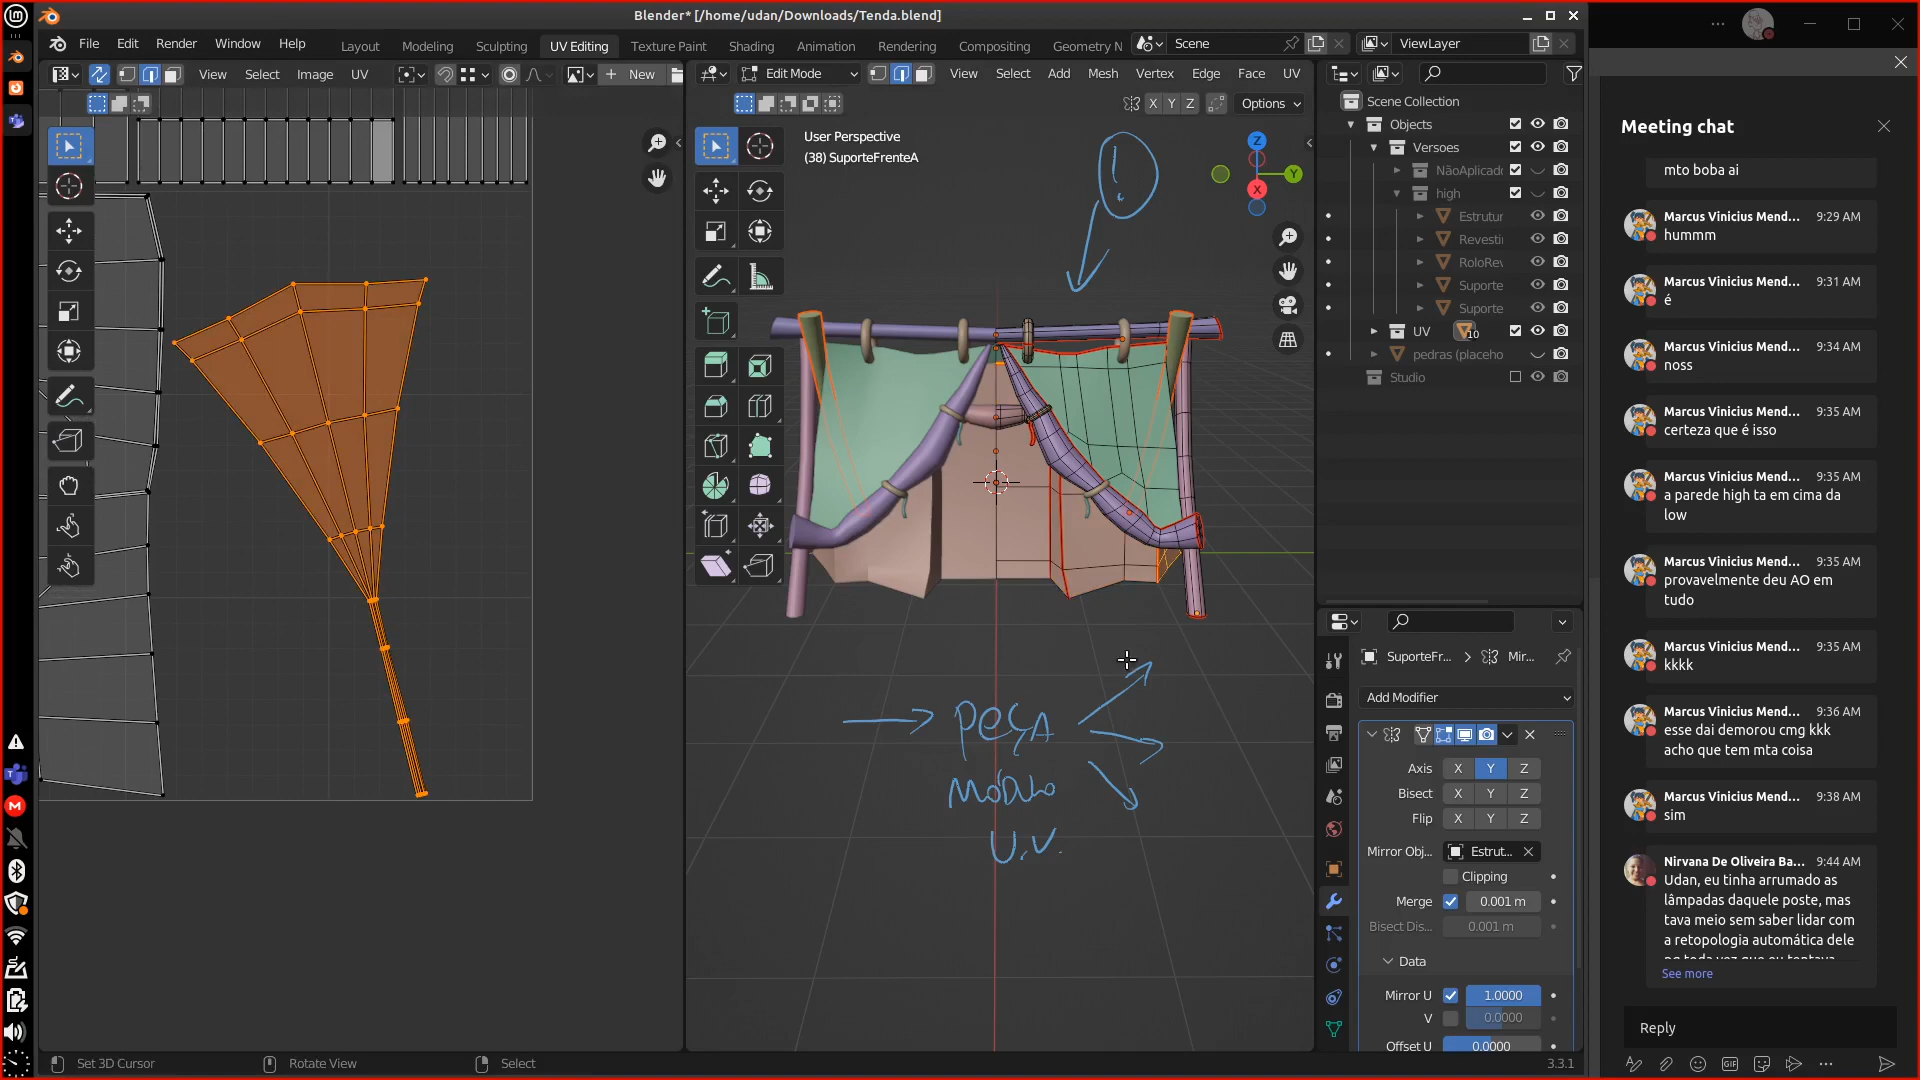 Blender* [/home/udan/Downloads/Tenda.blend]
File Edit Render Window Help
Layout Modeling Sculpting UV Editing Texture Paint Shading Animation Rendering Compositing Geometry N
Scene
ViewLayer
View Select Image UV
New
Edit Mode
View Select Add Mesh Vertex Edge Face UV
X Y Z
Options
User Perspective
(38) SuporteFrenteA
Z
Y
X
!
PEÇA
MÓDULO
U.V.
Scene Collection
Objects
Versoes
NãoAplicado
high
Estrutur
Revesti
RoloRev
Suporte
Suporte
UV
10
pedras (placeho
Studio
SuporteFr... > Mir...
Add Modifier
Axis X Y Z
Bisect X Y Z
Flip X Y Z
Mirror Obj... Estrut...
Clipping
Merge 0.001 m
Bisect Dis... 0.001 m
Data
Mirror U 1.0000
V 0.0000
Offset U 0.0000
Set 3D Cursor
Rotate View
Select
3.3.1
Meeting chat
mto boba ai
Marcus Vinicius Mend... 9:29 AM
hummm
Marcus Vinicius Mend... 9:31 AM
é
Marcus Vinicius Mend... 9:34 AM
noss
Marcus Vinicius Mend... 9:35 AM
certeza que é isso
Marcus Vinicius Mend... 9:35 AM
a parede high ta em cima da
low
Marcus Vinicius Mend... 9:35 AM
provavelmente deu AO em
tudo
Marcus Vinicius Mend... 9:35 AM
kkkk
Marcus Vinicius Mend... 9:36 AM
esse dai demorou cmg kkk
acho que tem mta coisa
Marcus Vinicius Mend... 9:38 AM
sim
Nirvana De Oliveira Ba... 9:44 AM
Udan, eu tinha arrumado as
lâmpadas daquele poste, mas
tava meio sem saber lidar com
a retopologia automática dele
See more
Reply
GIF